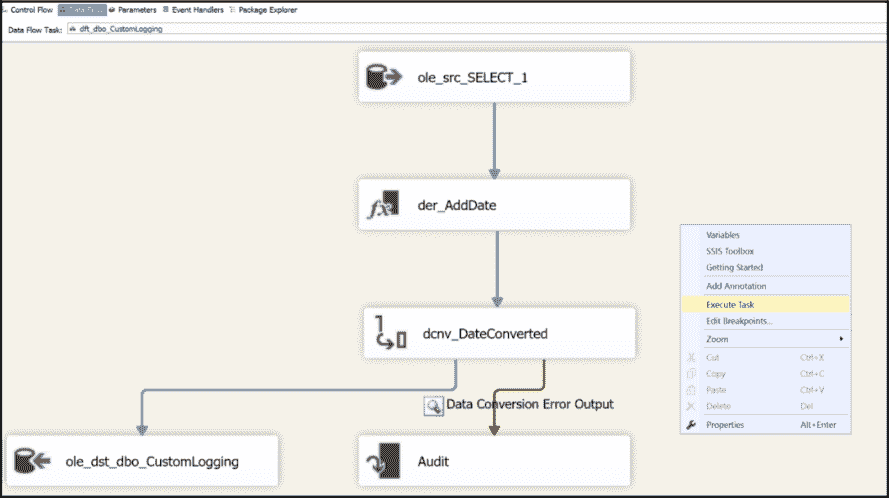 Control Flow Data Flow Parameters Event Handlers Package Explorer
Data Flow Task: dft_dbo_CustomLogging
ole_src_SELECT_1
der_AddDate
Variables
SSIS Toolbox
Getting Started
Add Annotation
Execute Task
Edit Breakpoints...
Zoom
Cut Ctrl+X
Copy Ctrl+C
Paste Ctrl+V
Delete Del
Properties Alt+Enter
dcnv_DateConverted
Data Conversion Error Output
ole_dst_dbo_CustomLogging
Audit